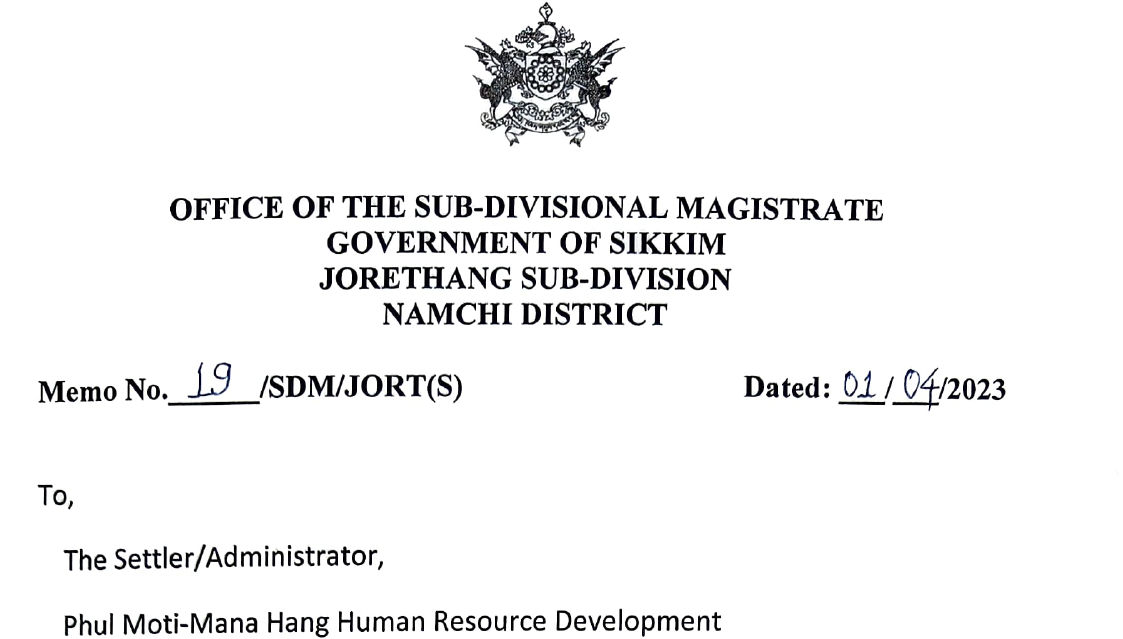 OFFICE OF THE SUB-DIVISIONAL MAGISTRATE
GOVERNMENT OF SIKKIM
JORETHANG SUB-DIVISION
NAMCHI DISTRICT
Memo No. 19 /SDM/JORT(S) Dated: 01/04/2023
To,
The Settler/Administrator,
Phul Moti-Mana Hang Human Resource Development